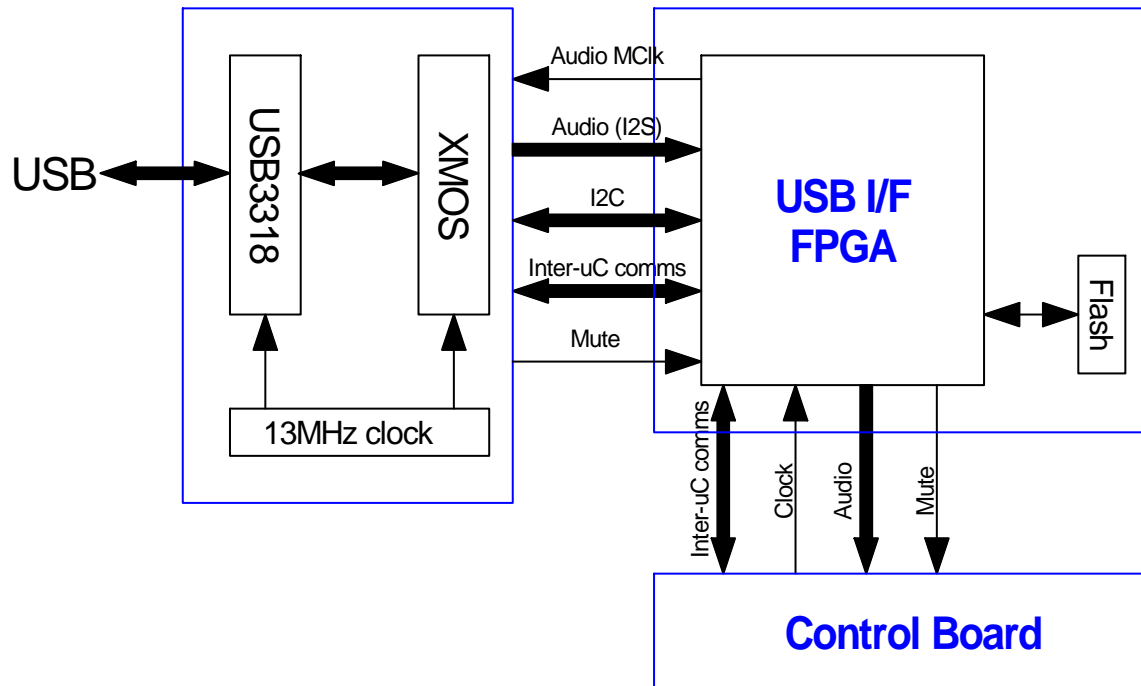 USB
USB3318
XMOS
13MHz clock
Audio MClk
Audio (I2S)
I2C
Inter-uC comms
Mute
USB I/F
FPGA
Flash
Inter-uC comms
Clock
Audio
Mute
Control Board